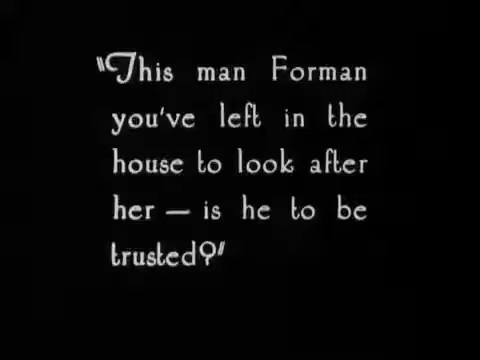 "This man Forman
you've left in the
house to look after
her — is he to be
trusted?"